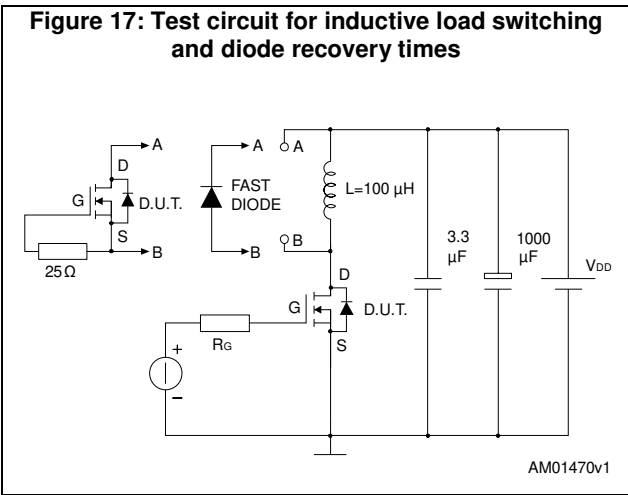 Figure 17: Test circuit for inductive load switching
and diode recovery times
A
D
G
D.U.T.
S
B
25 Ω
A
FAST
DIODE
B
A
L=100 µH
B
D
G
D.U.T.
S
RG
+
–
3.3
µF
1000
µF
VDD
AM01470v1